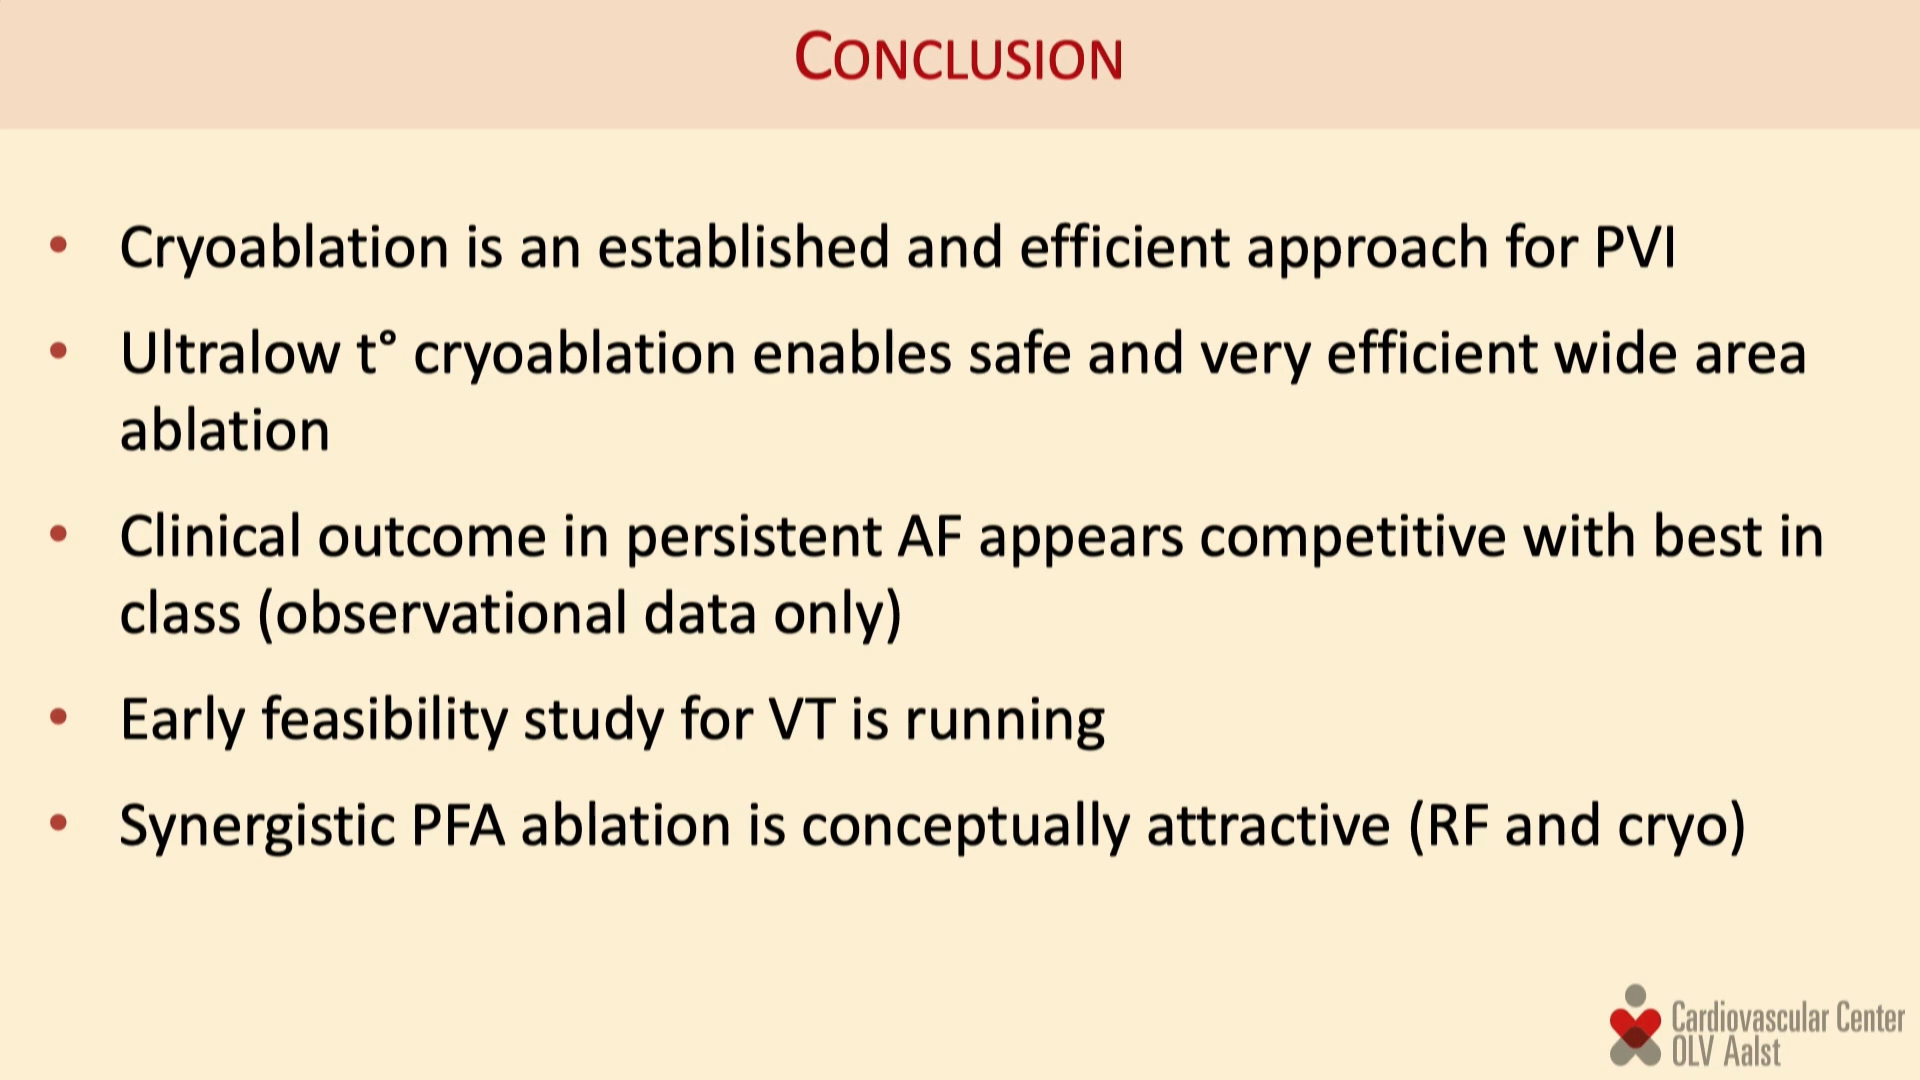 CONCLUSION
• Cryoablation is an established and efficient approach for PVI
• Ultralow t° cryoablation enables safe and very efficient wide area
ablation
• Clinical outcome in persistent AF appears competitive with best in
class (observational data only)
• Early feasibility study for VT is running
• Synergistic PFA ablation is conceptually attractive (RF and cryo)
Cardiovascular Center
OLV Aalst